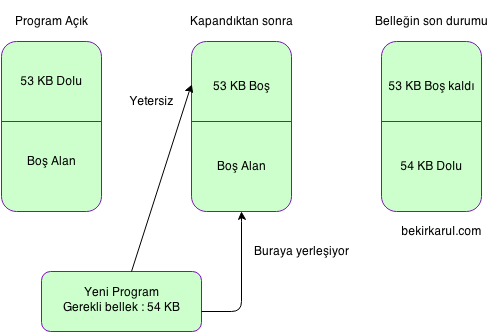 Program Açık
Kapandıktan sonra
Belleğin son durumu
53 KB Dolu
53 KB Boş
53 KB Boş kaldı
Yetersiz
Boş Alan
Boş Alan
54 KB Dolu
bekirkarul.com
Buraya yerleşiyor
Yeni Program
Gerekli bellek : 54 KB